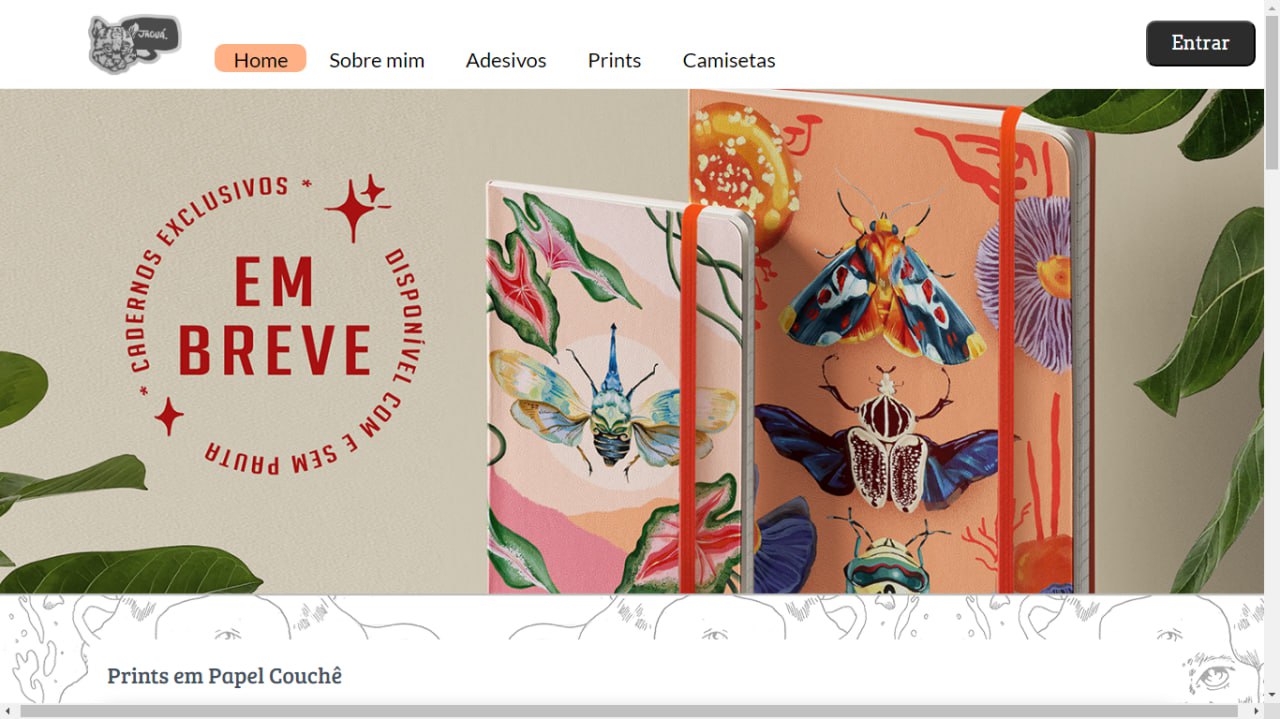 JAGUÁ.
Home
Sobre mim
Adesivos
Prints
Camisetas
Entrar
* CADERNOS EXCLUSIVOS *
DISPONÍVEL COM E SEM PAUTA
EM
BREVE
Prints em Papel Couchê